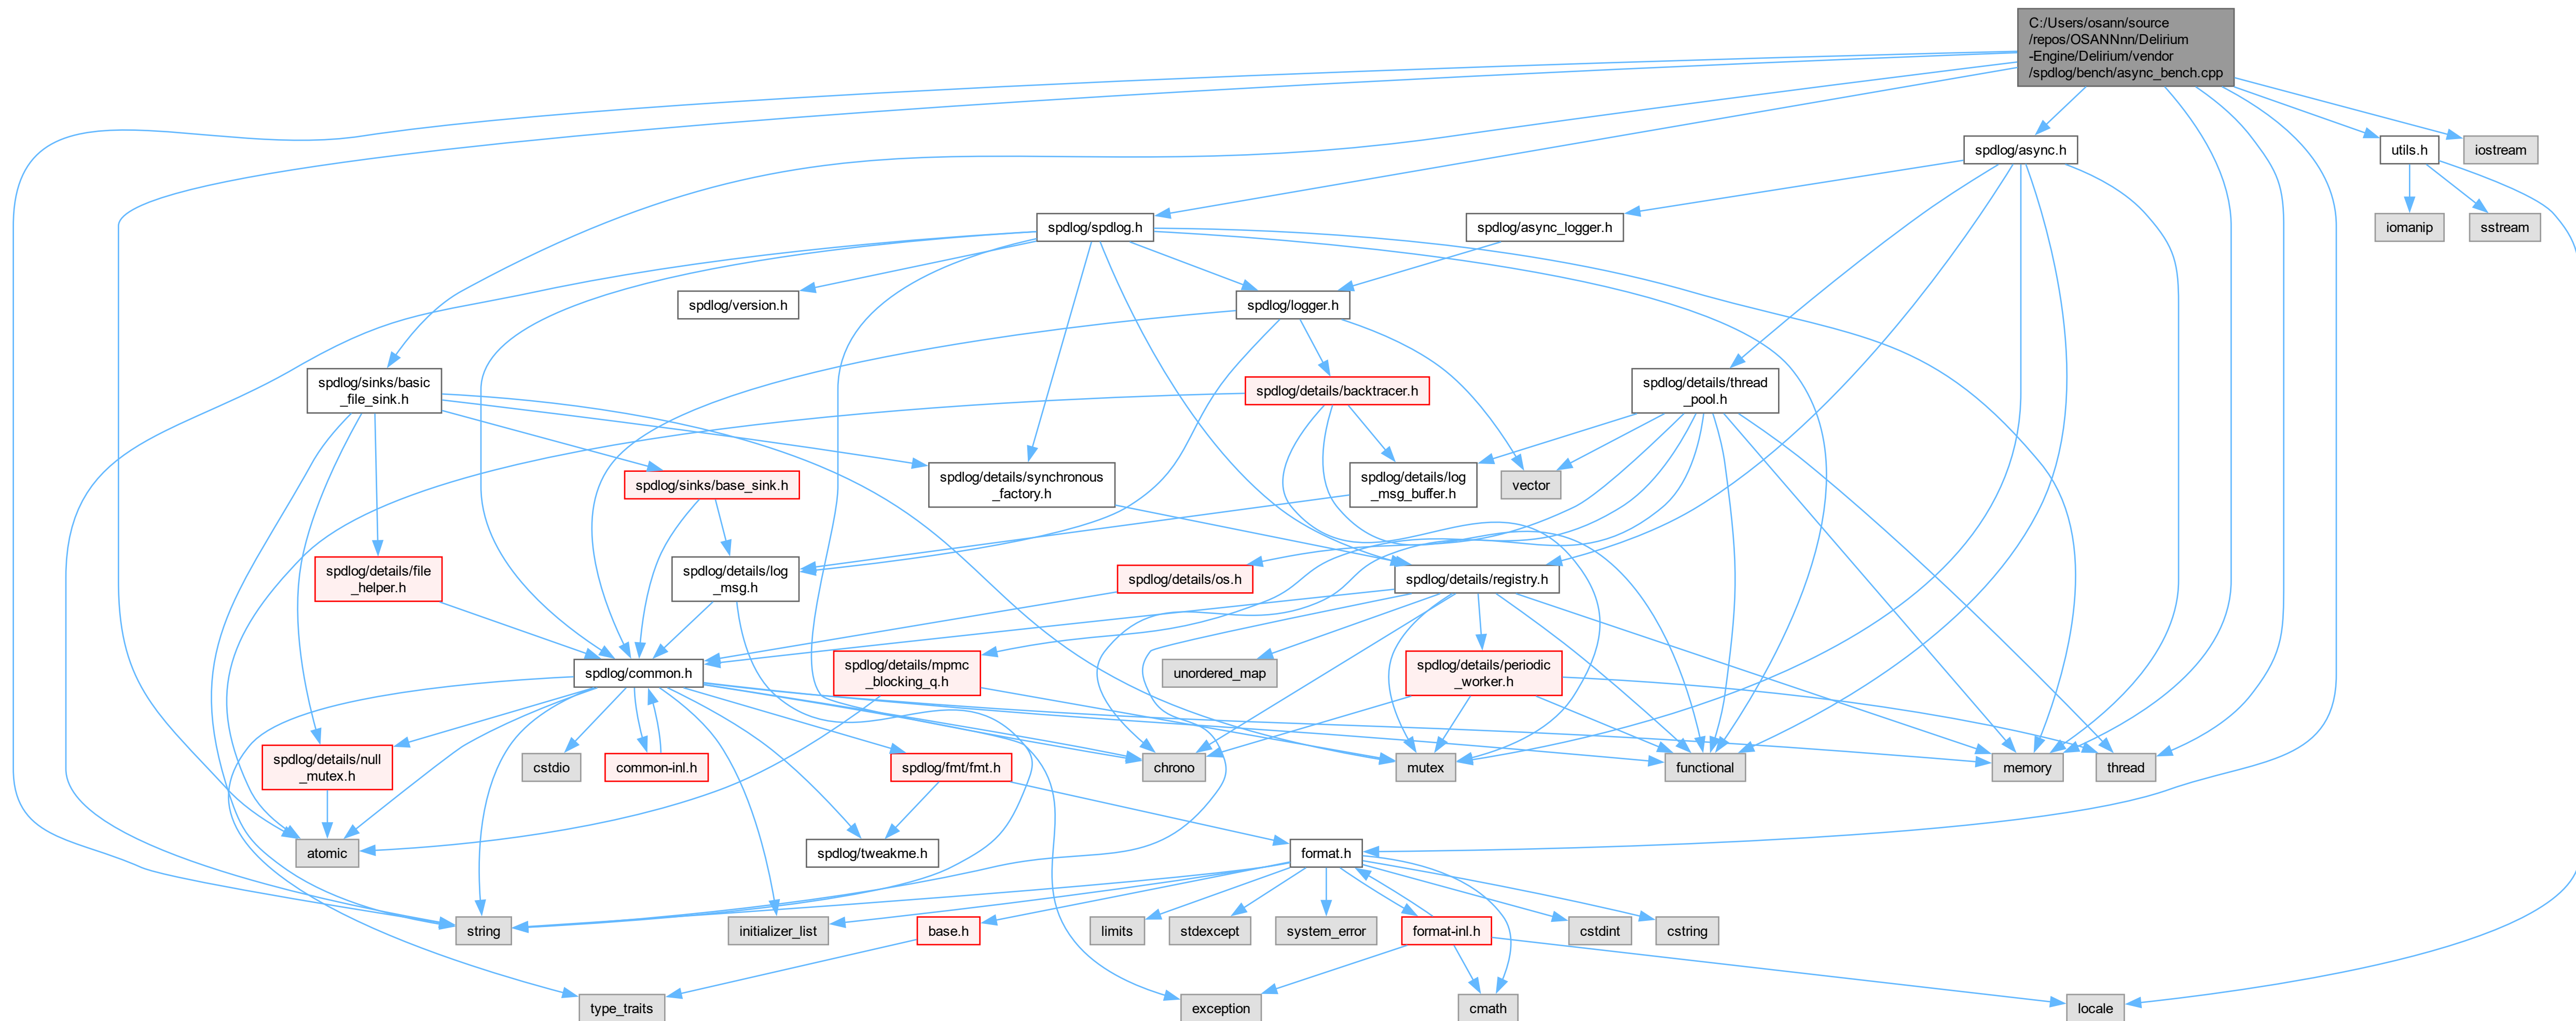 C:/Users/osann/source
/repos/OSANNnn/Delirium
-Engine/Delirium/vendor
/spdlog/bench/async_bench.cpp
spdlog/async.h
utils.h
iostream
spdlog/spdlog.h
spdlog/async_logger.h
iomanip
sstream
spdlog/version.h
spdlog/logger.h
spdlog/sinks/basic
_file_sink.h
spdlog/details/backtracer.h
spdlog/details/thread
_pool.h
spdlog/sinks/base_sink.h
spdlog/details/synchronous
_factory.h
spdlog/details/log
_msg_buffer.h
vector
spdlog/details/file
_helper.h
spdlog/details/log
_msg.h
spdlog/details/os.h
spdlog/details/registry.h
spdlog/common.h
spdlog/details/mpmc
_blocking_q.h
unordered_map
spdlog/details/periodic
_worker.h
spdlog/details/null
_mutex.h
cstdio
common-inl.h
spdlog/fmt/fmt.h
chrono
mutex
functional
memory
thread
atomic
spdlog/tweakme.h
format.h
string
initializer_list
base.h
limits
stdexcept
system_error
format-inl.h
cstdint
cstring
type_traits
exception
cmath
locale